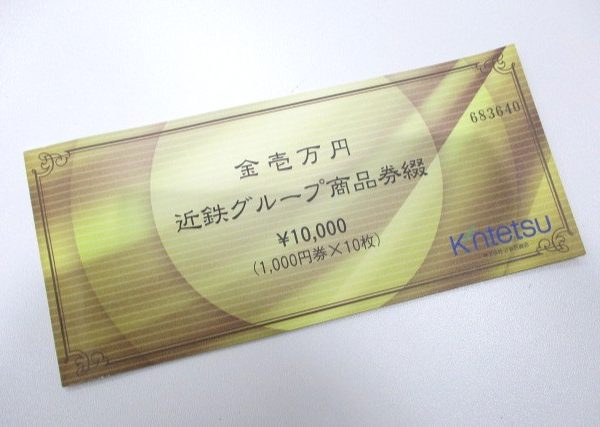 683640
金壱万円
近鉄グループ商品券綴
¥10,000
(1,000円券×10枚)
Kintetsu